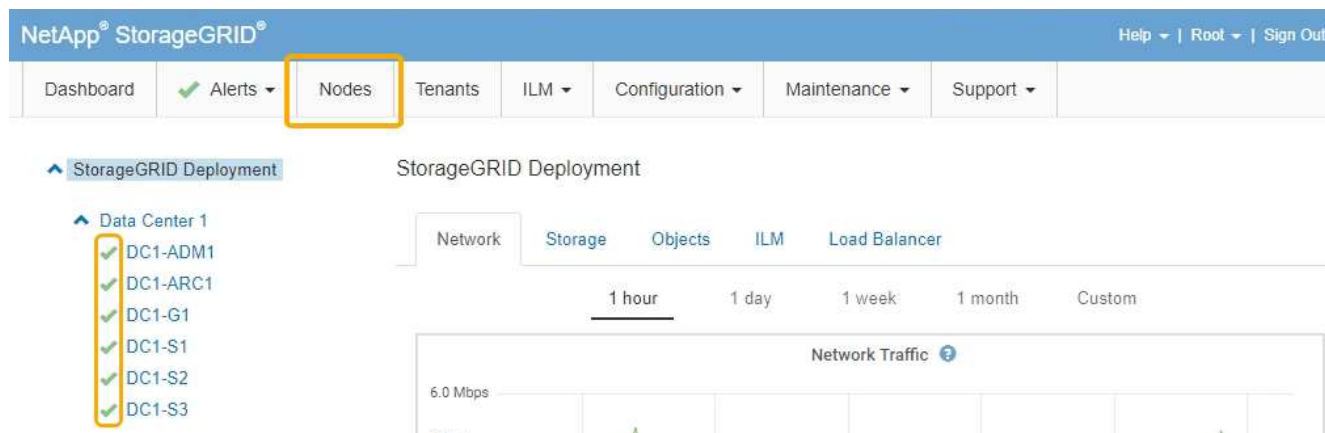 NetApp® StorageGRID®
Help | Root | Sign Out
Dashboard Alerts Nodes Tenants ILM Configuration Maintenance Support
StorageGRID Deployment
StorageGRID Deployment
Data Center 1
DC1-ADM1
DC1-ARC1
DC1-G1
DC1-S1
DC1-S2
DC1-S3
Network Storage Objects ILM Load Balancer
1 hour 1 day 1 week 1 month Custom
Network Traffic ?
6.0 Mbps